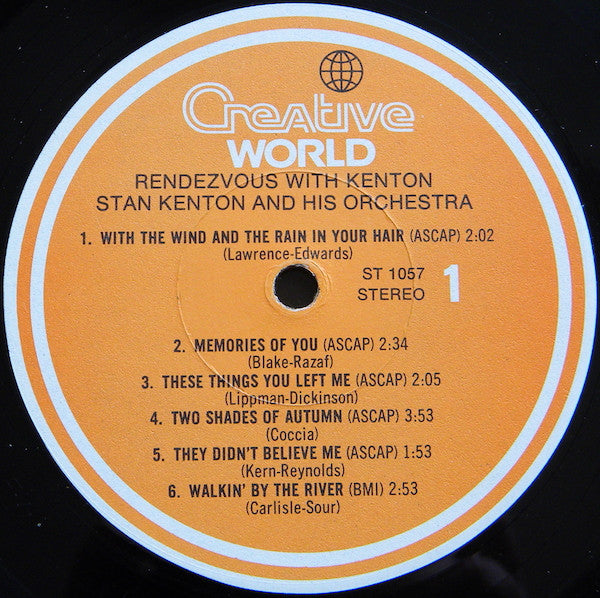 Creative
WORLD
RENDEZVOUS WITH KENTON
STAN KENTON AND HIS ORCHESTRA
1. WITH THE WIND AND THE RAIN IN YOUR HAIR (ASCAP) 2:02
(Lawrence-Edwards)
ST 1057
STEREO
1
2. MEMORIES OF YOU (ASCAP) 2:34
(Blake-Razaf)
3. THESE THINGS YOU LEFT ME (ASCAP) 2:05
(Lippman-Dickinson)
4. TWO SHADES OF AUTUMN (ASCAP) 3:53
(Coccia)
5. THEY DIDN'T BELIEVE ME (ASCAP) 1:53
(Kern-Reynolds)
6. WALKIN' BY THE RIVER (BMI) 2:53
(Carlisle-Sour)